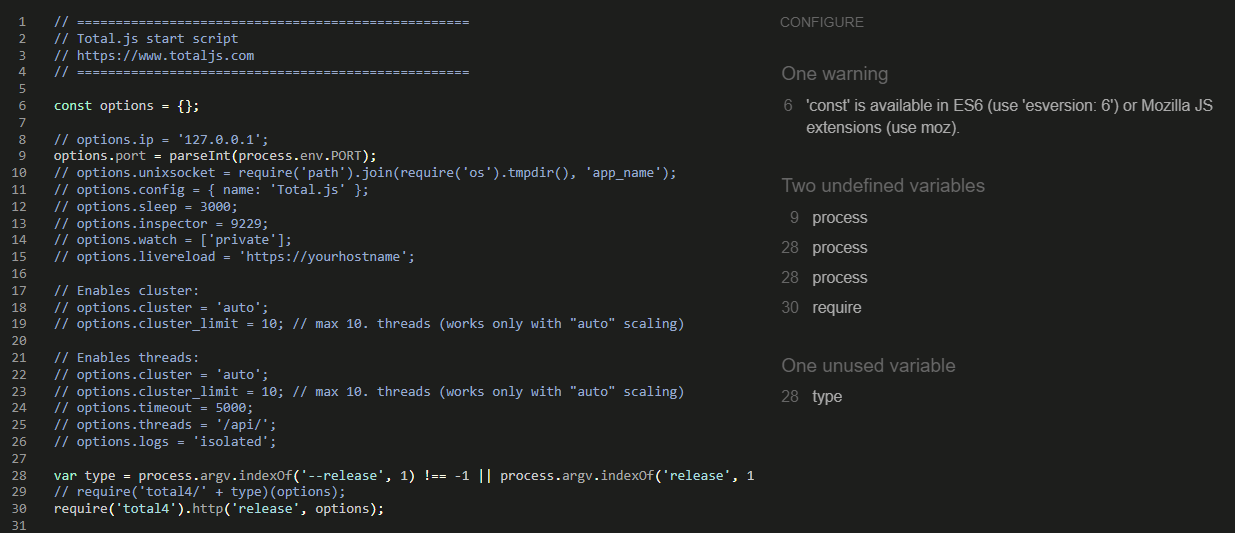 1 // ===================================================
2 // Total.js start script
3 // https://www.totaljs.com
4 // ===================================================
5
6 const options = {};
7
8 // options.ip = '127.0.0.1';
9 options.port = parseInt(process.env.PORT);
10 // options.unixsocket = require('path').join(require('os').tmpdir(), 'app_name');
11 // options.config = { name: 'Total.js' };
12 // options.sleep = 3000;
13 // options.inspector = 9229;
14 // options.watch = ['private'];
15 // options.livereload = 'https://yourhostname';
16
17 // Enables cluster:
18 // options.cluster = 'auto';
19 // options.cluster_limit = 10; // max 10. threads (works only with "auto" scaling)
20
21 // Enables threads:
22 // options.cluster = 'auto';
23 // options.cluster_limit = 10; // max 10. threads (works only with "auto" scaling)
24 // options.timeout = 5000;
25 // options.threads = '/api/';
26 // options.logs = 'isolated';
27
28 var type = process.argv.indexOf('--release', 1) !== -1 || process.argv.indexOf('release', 1
29 // require('total4/' + type)(options);
30 require('total4').http('release', options);
31
CONFIGURE
One warning
6 'const' is available in ES6 (use 'esversion: 6') or Mozilla JS
extensions (use moz).
Two undefined variables
9 process
28 process
28 process
30 require
One unused variable
28 type